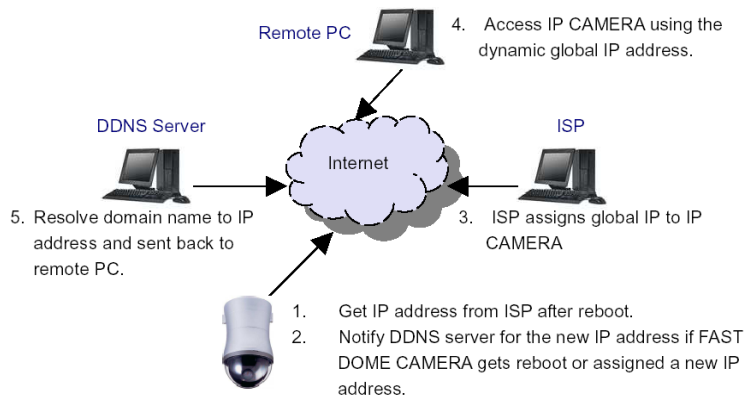 Remote PC
4. Access IP CAMERA using the
dynamic global IP address.
DDNS Server
ISP
Internet
5. Resolve domain name to IP
address and sent back to
remote PC.
3. ISP assigns global IP to IP
CAMERA
1. Get IP address from ISP after reboot.
2. Notify DDNS server for the new IP address if FAST
DOME CAMERA gets reboot or assigned a new IP
address.